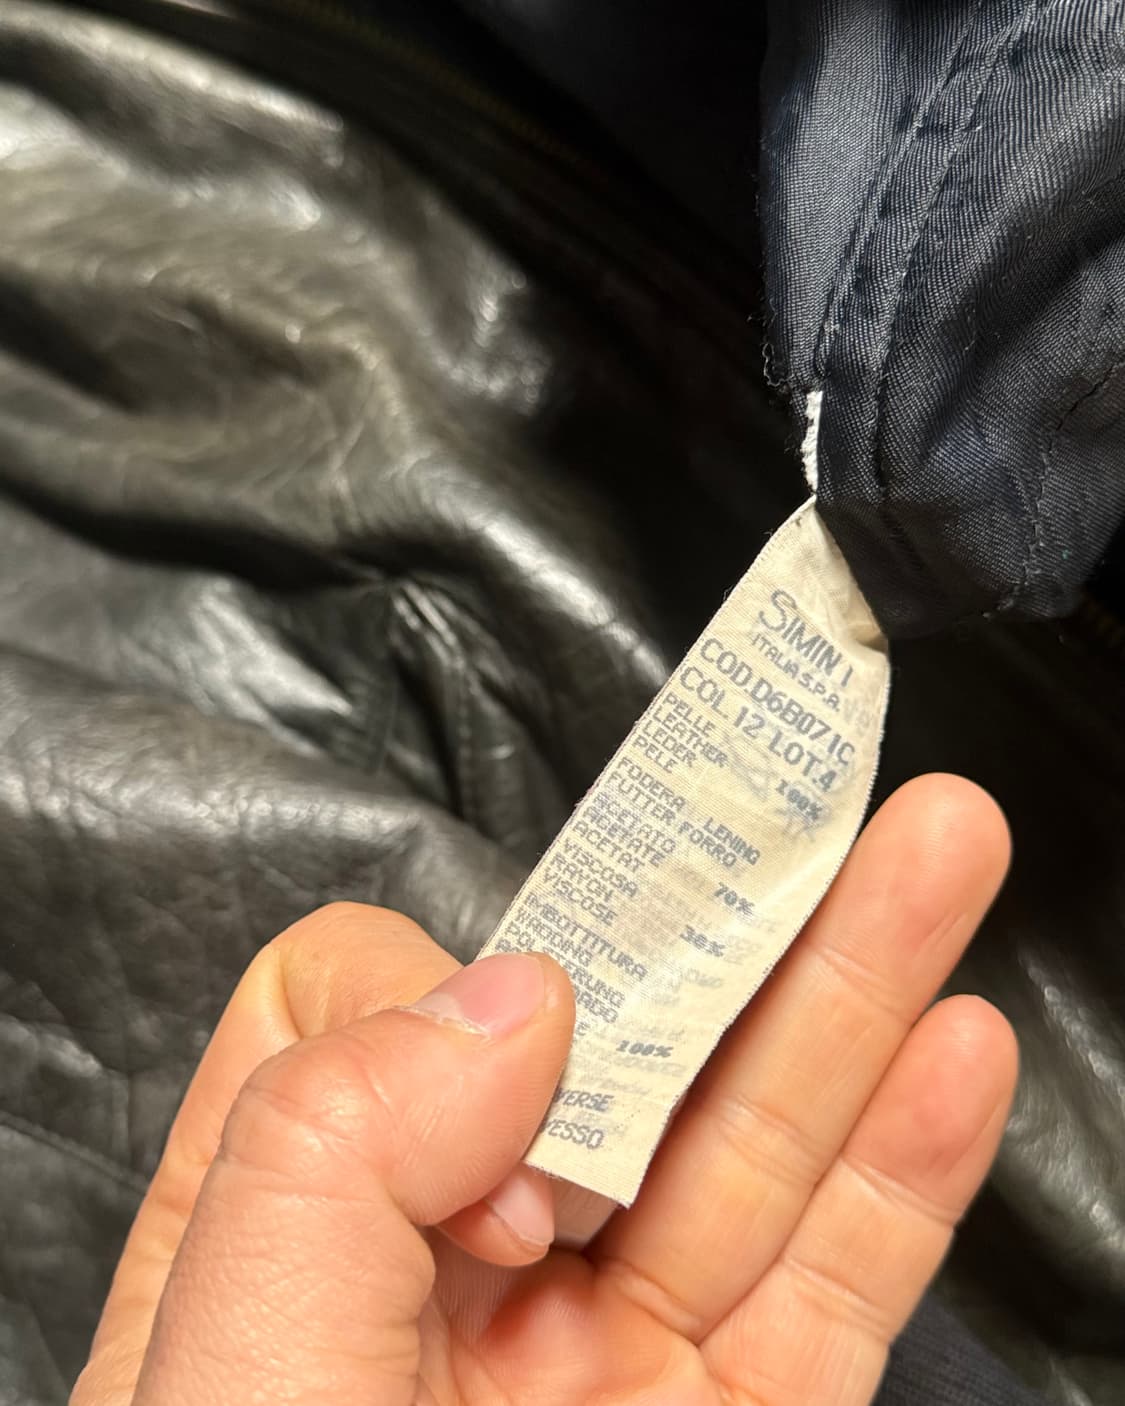 SIMINI
ITALIA S.P.A.
COD.D6B071C
COL.12 LOT.4
PELLE
LEATHER
LEDER
PELE 100%
FODERA LENING
FUTTER FORRO
ACETATO
ACETATE
ACETAT 70%
VISCOSA
RAYON
VISCOSE 30%
IMBOTTITURA
WADDING
100%